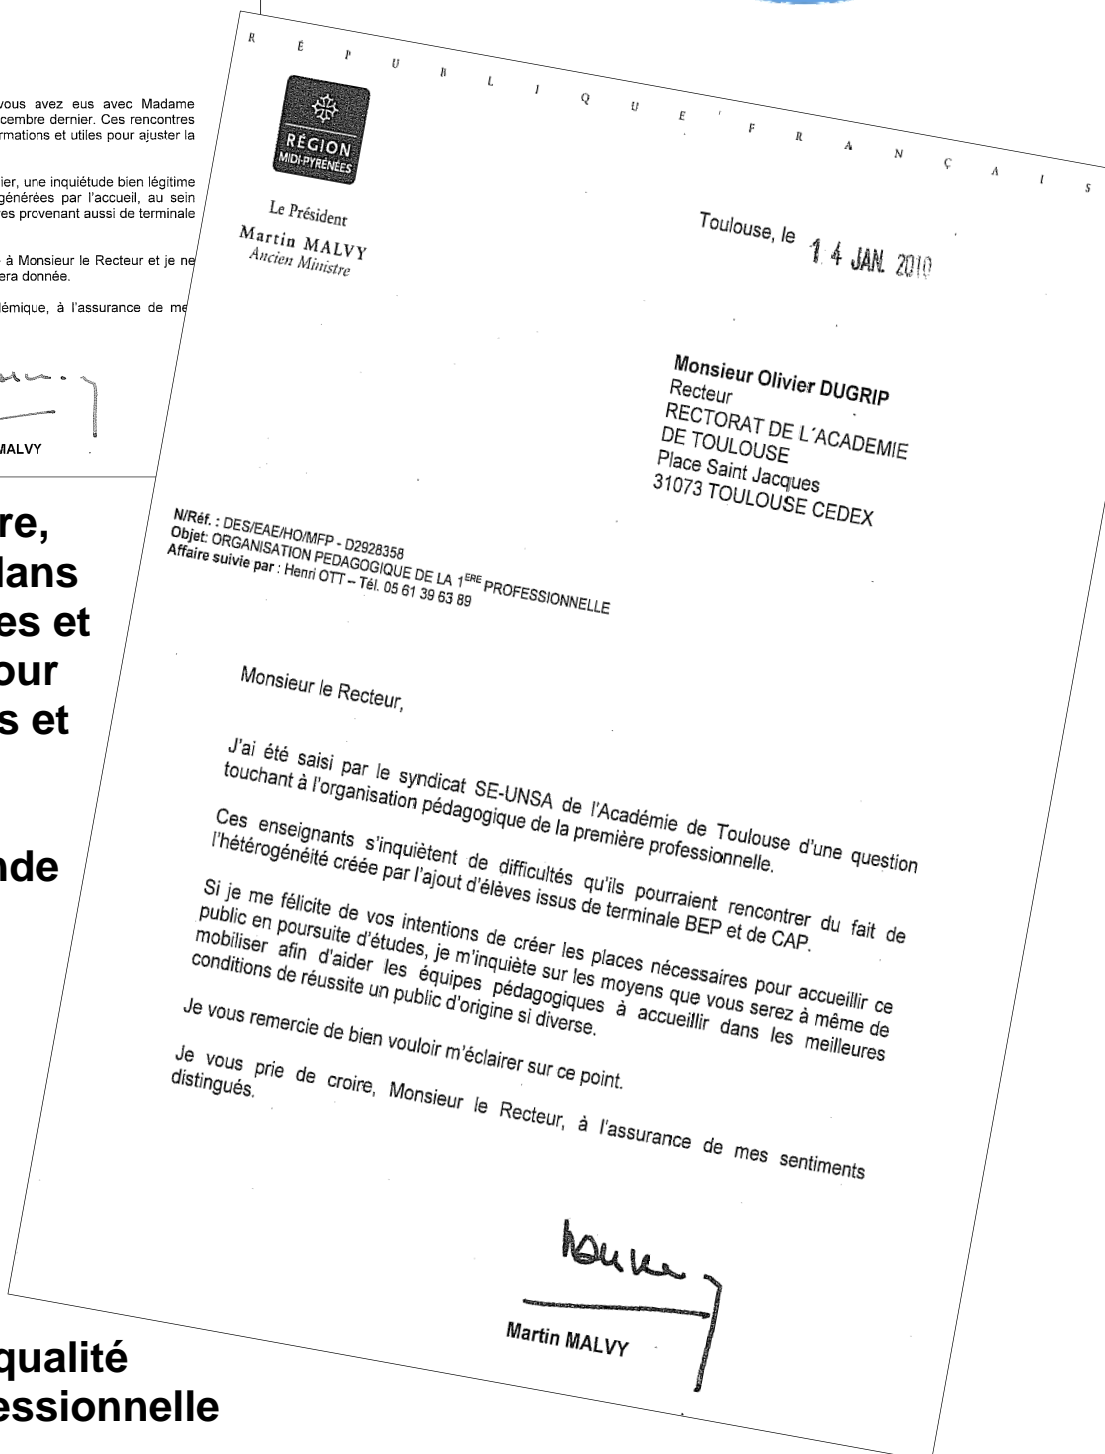 vous avez eus avec Madame
cembre dernier. Ces rencontres
rmations et utiles pour ajuster la
ier, une inquiétude bien légitime
générées par l'accueil, au sein
res provenant aussi de terminale
à Monsieur le Recteur et je ne
era donnée.
démique, à l'assurance de me
MALVY
re,
dans
es et
our
s et
nde
qualité
essionnelle
R É P U B L I Q U E F R A N Ç A I S
RÉGION
MIDI-PYRÉNÉES
Le Président
Martin MALVY
Ancien Ministre
Toulouse, le 14 JAN. 2010
Monsieur Olivier DUGRIP
Recteur
RECTORAT DE L´ACADEMIE
DE TOULOUSE
Place Saint Jacques
31073 TOULOUSE CEDEX
N/Réf. : DES/EAE/HO/MFP - D2928358
Objet: ORGANISATION PEDAGOGIQUE DE LA 1ERE PROFESSIONNELLE
Affaire suivie par : Henri OTT – Tél. 05 61 39 63 89
Monsieur le Recteur,
J'ai été saisi par le syndicat SE-UNSA de l'Académie de Toulouse d'une question
touchant à l'organisation pédagogique de la première professionnelle.
Ces enseignants s'inquiètent de difficultés qu'ils pourraient rencontrer du fait de
l'hétérogénéité créée par l'ajout d'élèves issus de terminale BEP et de CAP.
Si je me félicite de vos intentions de créer les places nécessaires pour accueillir ce
public en poursuite d'études, je m'inquiète sur les moyens que vous serez à même de
mobiliser afin d'aider les équipes pédagogiques à accueillir dans les meilleures
conditions de réussite un public d'origine si diverse.
Je vous remercie de bien vouloir m'éclairer sur ce point.
Je vous prie de croire, Monsieur le Recteur, à l'assurance de mes sentiments
distingués.
Martin MALVY